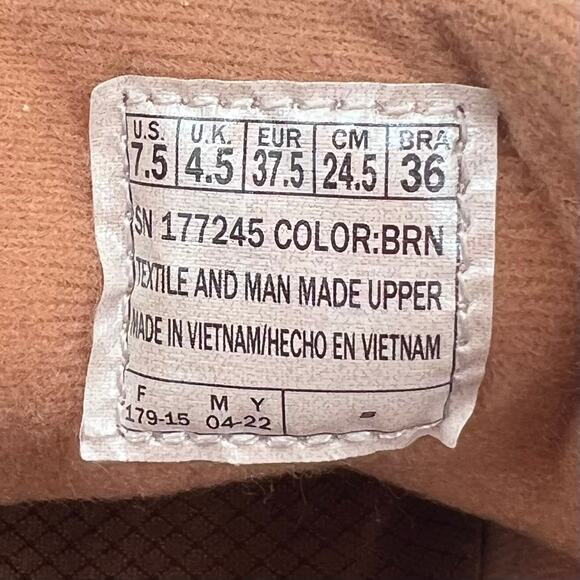 U.S. U.K. EUR CM BRA
7.5 4.5 37.5 24.5 36
SN 177245 COLOR:BRN
TEXTILE AND MAN MADE UPPER
MADE IN VIETNAM/HECHO EN VIETNAM
F M Y
179-15 04-22